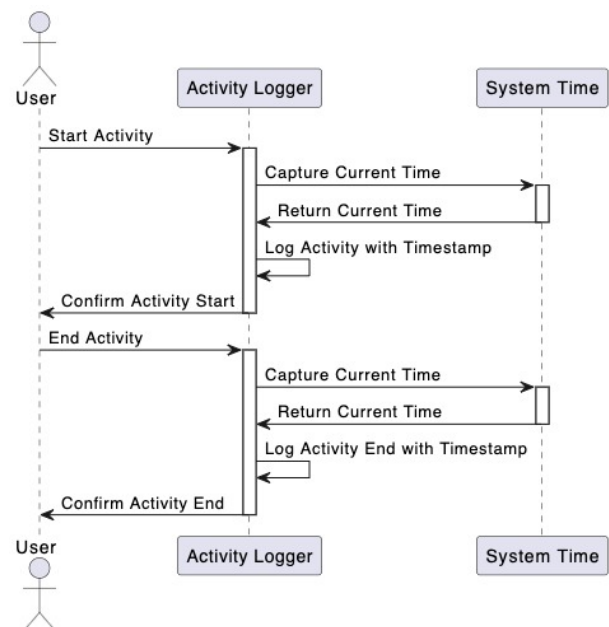 User
Activity Logger
System Time
Start Activity
Capture Current Time
Return Current Time
Log Activity with Timestamp
Confirm Activity Start
End Activity
Capture Current Time
Return Current Time
Log Activity End with Timestamp
Confirm Activity End
User
Activity Logger
System Time